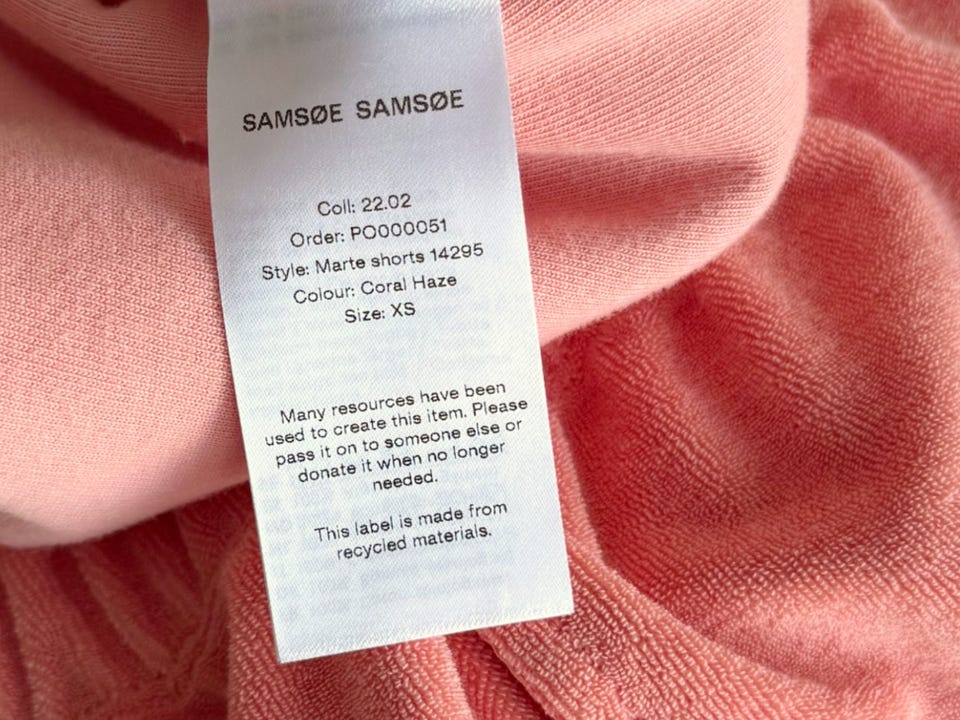 SAMSØE SAMSØE
Coll: 22.02
Order: PO000051
Style: Marte shorts 14295
Colour: Coral Haze
Size: XS
Many resources have been
used to create this item. Please
pass it on to someone else or
donate it when no longer
needed.
This label is made from
recycled materials.